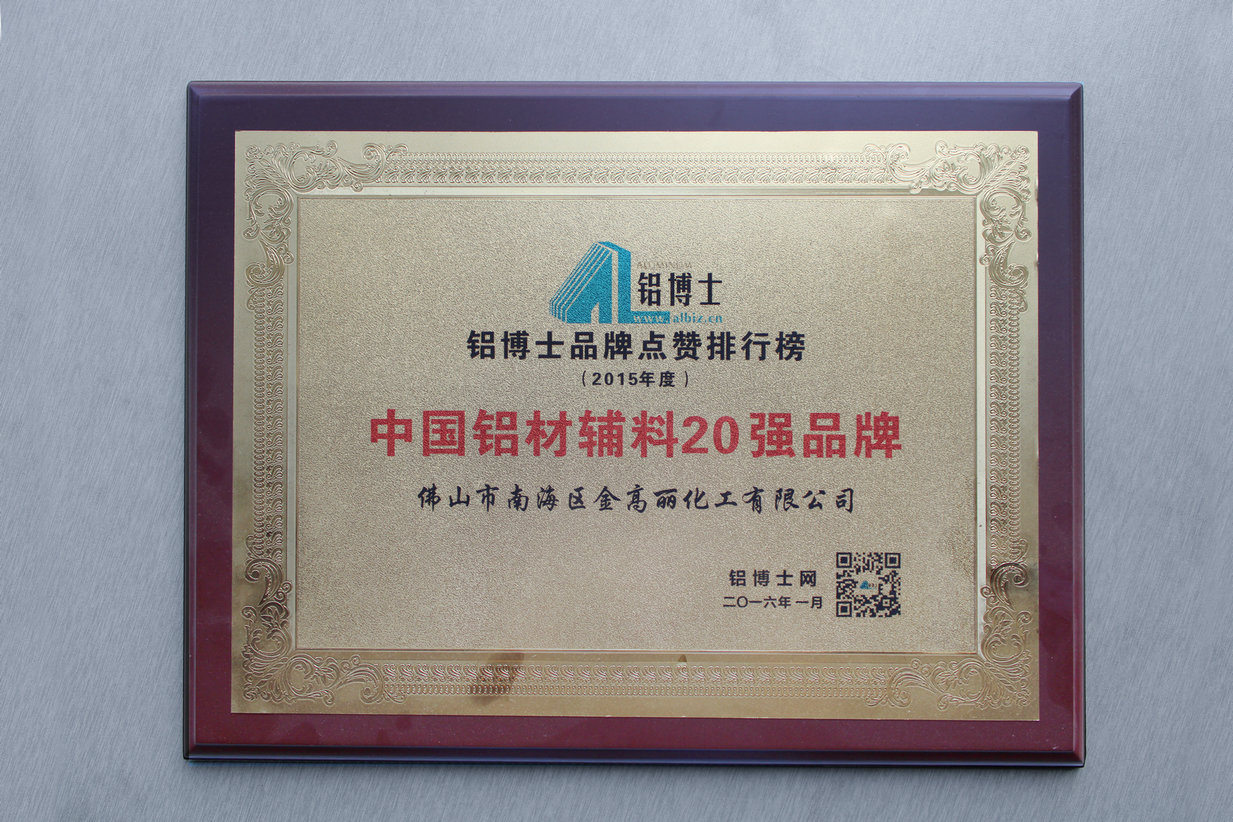 ALUMINIUM
铝博士
www.albiz.cn
铝博士品牌点赞排行榜
（2015年度）
中国铝材辅料20强品牌
佛山市南海区金高丽化工有限公司
铝博士网
二〇一六年一月